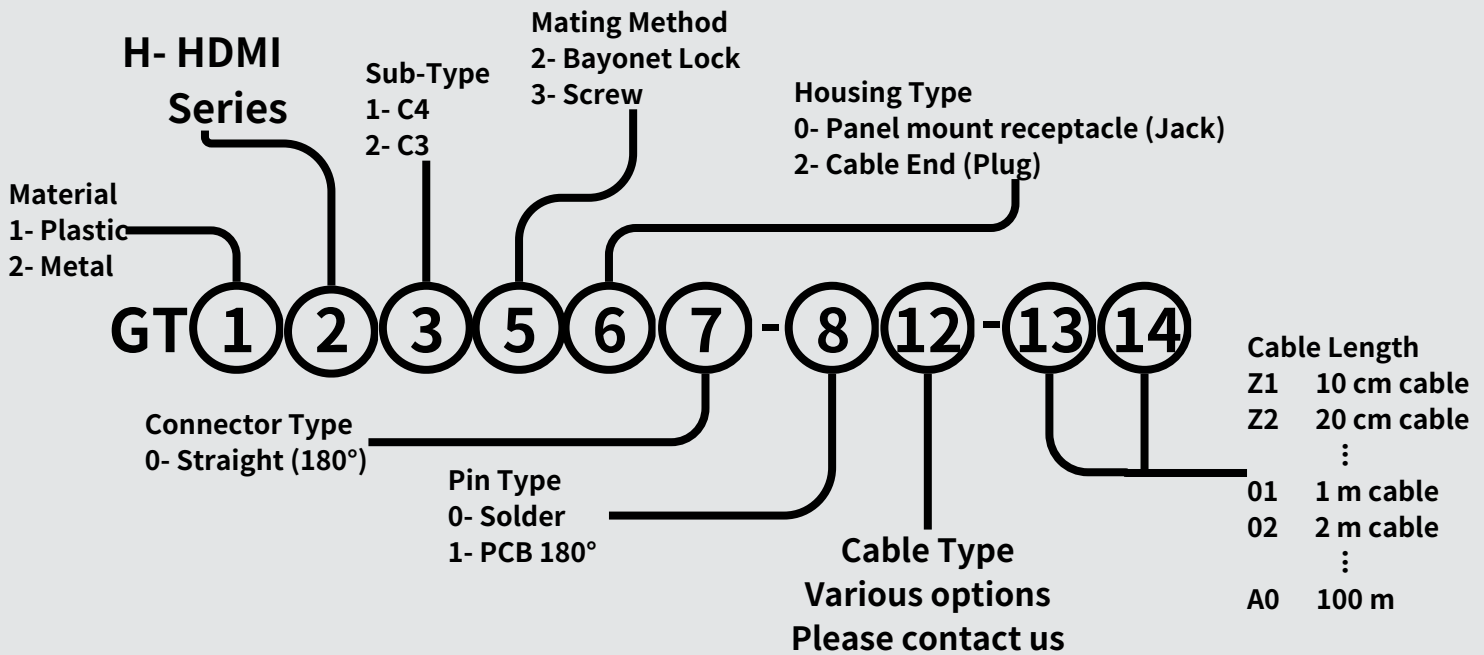 H- HDMI
Series
Sub-Type
1- C4
2- C3
Mating Method
2- Bayonet Lock
3- Screw
Housing Type
0- Panel mount receptacle (Jack)
2- Cable End (Plug)
Material
1- Plastic
2- Metal
GT 1 2 3 5 6 7 - 8 12 - 13 14
Connector Type
0- Straight (180°)
Pin Type
0- Solder
1- PCB 180°
Cable Type
Various options
Please contact us
Cable Length
Z1 10 cm cable
Z2 20 cm cable
⋮
01 1 m cable
02 2 m cable
⋮
A0 100 m